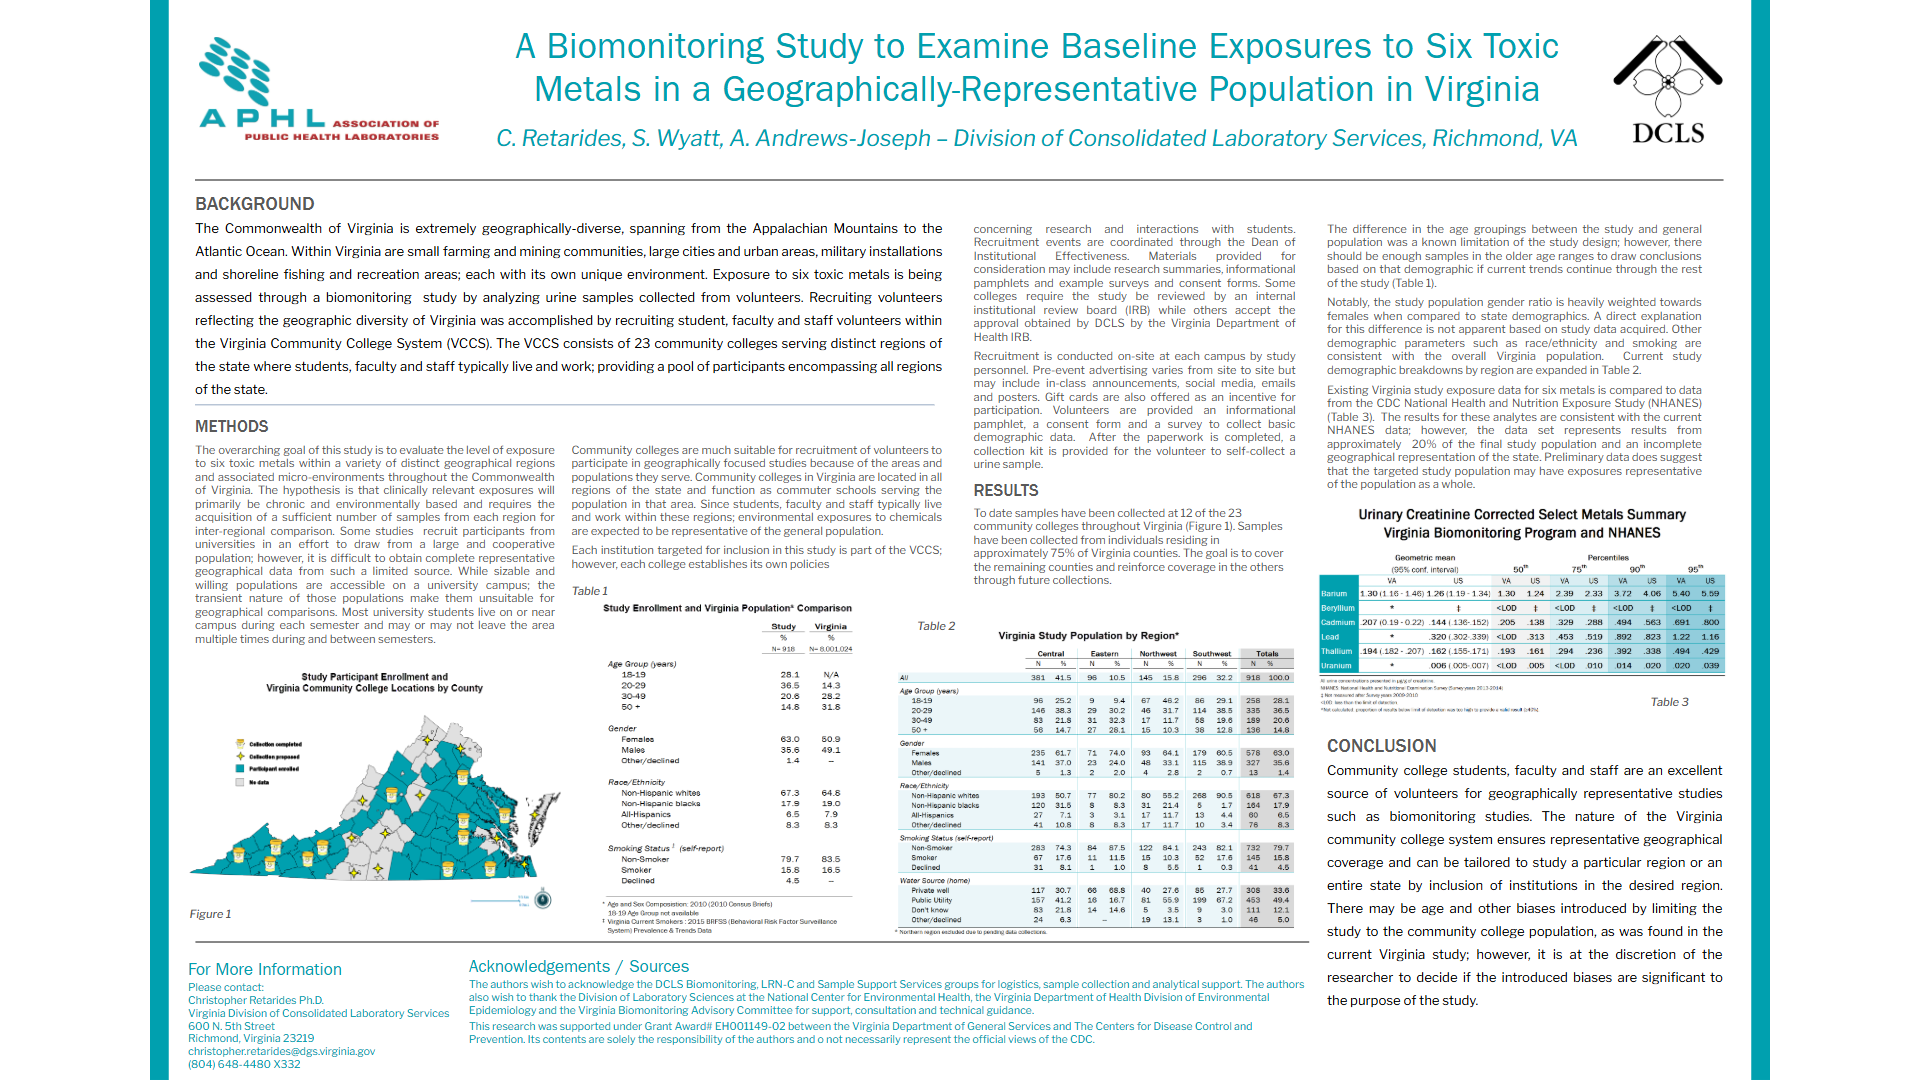 A Biomonitoring Study to Examine Baseline Exposures to Six Toxic
Metals in a Geographically-Representative Population in Virginia
C. Retarides, S. Wyatt, A. Andrews-Joseph – Division of Consolidated Laboratory Services, Richmond, VA
APHL ASSOCIATION OF
PUBLIC HEALTH LABORATORIES
DCLS
BACKGROUND
The Commonwealth of Virginia is extremely geographically-diverse, spanning from the Appalachian Mountains to the
Atlantic Ocean. Within Virginia are small farming and mining communities, large cities and urban areas, military installations
and shoreline fishing and recreation areas; each with its own unique environment. Exposure to six toxic metals is being
assessed through a biomonitoring study by analyzing urine samples collected from volunteers. Recruiting volunteers
reflecting the geographic diversity of Virginia was accomplished by recruiting student, faculty and staff volunteers within
the Virginia Community College System (VCCS). The VCCS consists of 23 community colleges serving distinct regions of
the state where students, faculty and staff typically live and work; providing a pool of participants encompassing all regions
of the state.
METHODS
The overarching goal of this study is to evaluate the level of exposure
to six toxic metals within a variety of distinct geographical regions
and associated micro-environments throughout the Commonwealth
of Virginia. The hypothesis is that clinically relevant exposures will
primarily be chronic and environmentally based and requires the
acquisition of a sufficient number of samples from each region for
inter-regional comparison. Some studies recruit participants from
universities in an effort to draw from a large and cooperative
population; however, it is difficult to obtain complete representative
geographical data from such a limited source. While sizable and
willing populations are accessible on a university campus; the
transient nature of those populations make them unsuitable for
geographical comparisons. Most university students live on or near
campus during each semester and may or may not leave the area
multiple times during and between semesters.
Study Participant Enrollment and
Virginia Community College Locations by County
Collection completed
Collection proposed
Participant enrolled
No data
Figure 1
Community colleges are much suitable for recruitment of volunteers to
participate in geographically focused studies because of the areas and
populations they serve. Community colleges in Virginia are located in all
regions of the state and function as commuter schools serving the
population in that area. Since students, faculty and staff typically live
and work within these regions; environmental exposures to chemicals
are expected to be representative of the general population.
Each institution targeted for inclusion in this study is part of the VCCS;
however, each college establishes its own policies
Table 1
Study Enrollment and Virginia Population* Comparison
Study Virginia
% %
N= 918 N= 8,001,024
Age Group (years)
18-19 28.1 N/A
20-29 36.5 14.3
30-49 20.6 28.2
50 + 14.8 31.8
Gender
Females 63.0 50.9
Males 35.6 49.1
Other/declined 1.4 --
Race/Ethnicity
Non-Hispanic whites 67.3 64.8
Non-Hispanic blacks 17.9 19.0
All-Hispanics 6.5 7.9
Other/declined 8.3 8.3
Smoking Status ‡ (self-report)
Non-Smoker 79.7 83.5
Smoker 15.8 16.5
Declined 4.5 --
* Age and Sex Composition: 2010 (2010 Census Briefs)
18-19 Age Group not available
‡ Virginia Current Smokers : 2015 BRFSS (Behavioral Risk Factor Surveillance
System) Prevalence & Trends Data
concerning research and interactions with students.
Recruitment events are coordinated through the Dean of
Institutional Effectiveness. Materials provided for
consideration may include research summaries, informational
pamphlets and example surveys and consent forms. Some
colleges require the study be reviewed by an internal
institutional review board (IRB) while others accept the
approval obtained by DCLS by the Virginia Department of
Health IRB.
Recruitment is conducted on-site at each campus by study
personnel. Pre-event advertising varies from site to site but
may include in-class announcements, social media, emails
and posters. Gift cards are also offered as an incentive for
participation. Volunteers are provided an informational
pamphlet, a consent form and a survey to collect basic
demographic data. After the paperwork is completed, a
collection kit is provided for the volunteer to self-collect a
urine sample.
RESULTS
To date samples have been collected at 12 of the 23
community colleges throughout Virginia (Figure 1). Samples
have been collected from individuals residing in
approximately 75% of Virginia counties. The goal is to cover
the remaining counties and reinforce coverage in the others
through future collections.
Table 2
Virginia Study Population by Region*
Central Eastern Northwest Southwest Totals
N % N % N % N % N %
All 381 41.5 96 10.5 145 15.8 296 32.2 918 100.0
Age Group (years)
18-19 96 25.2 9 9.4 67 46.2 86 29.1 258 28.1
20-29 146 38.3 29 30.2 46 31.7 114 38.5 335 36.5
30-49 83 21.8 31 32.3 17 11.7 58 19.6 189 20.6
50 + 56 14.7 27 28.1 15 10.3 38 12.8 136 14.8
Gender
Females 235 61.7 71 74.0 93 64.1 179 60.5 578 63.0
Males 141 37.0 23 24.0 48 33.1 115 38.9 327 35.6
Other/declined 5 1.3 2 2.0 4 2.8 2 0.7 13 1.4
Race/Ethnicity
Non-Hispanic whites 193 50.7 77 80.2 80 55.2 268 90.5 618 67.3
Non-Hispanic blacks 120 31.5 8 8.3 31 21.4 5 1.7 164 17.9
All-Hispanics 27 7.1 3 3.1 17 11.7 13 4.4 60 6.5
Other/declined 41 10.8 8 8.3 17 11.7 10 3.4 76 8.3
Smoking Status (self-report)
Non-Smoker 283 74.3 84 87.5 122 84.1 243 82.1 732 79.7
Smoker 67 17.6 11 11.5 15 10.3 52 17.6 145 15.8
Declined 31 8.1 1 1.0 8 5.5 1 0.3 41 4.5
Water Source (home)
Private well 117 30.7 66 68.8 40 27.6 85 27.7 308 33.6
Public Utility 157 41.2 16 16.7 81 55.9 199 67.2 453 49.4
Don't know 83 21.8 14 14.6 5 3.5 9 3.0 111 12.1
Other/declined 24 6.3 -- 19 13.1 3 1.0 46 5.0
* Northern region excluded due to pending data collections.
The difference in the age groupings between the study and general
population was a known limitation of the study design; however, there
should be enough samples in the older age ranges to draw conclusions
based on that demographic if current trends continue through the rest
of the study (Table 1).
Notably, the study population gender ratio is heavily weighted towards
females when compared to state demographics. A direct explanation
for this difference is not apparent based on study data acquired. Other
demographic parameters such as race/ethnicity and smoking are
consistent with the overall Virginia population. Current study
demographic breakdowns by region are expanded in Table 2.
Existing Virginia study exposure data for six metals is compared to data
from the CDC National Health and Nutrition Exposure Study (NHANES)
(Table 3). The results for these analytes are consistent with the current
NHANES data; however, the data set represents results from
approximately 20% of the final study population and an incomplete
geographical representation of the state. Preliminary data does suggest
that the targeted study population may have exposures representative
of the population as a whole.
Urinary Creatinine Corrected Select Metals Summary
Virginia Biomonitoring Program and NHANES
Geometric mean Percentiles
(95% conf. interval) 50th 75th 90th 95th
VA US VA US VA US VA US VA US
Barium 1.30 (1.16 - 1.46) 1.26 (1.19 - 1.34) 1.30 1.24 2.39 2.33 3.72 4.06 5.40 5.59
Beryllium * ‡ <LOD ‡ <LOD ‡ <LOD ‡ <LOD ‡
Cadmium .207 (0.19 - 0.22) .144 (.136-.152) .205 .138 .329 .288 .494 .563 .691 .800
Lead * .320 (.302-.339) <LOD .313 .453 .519 .892 .823 1.22 1.16
Thallium .194 (.182 - .207) .162 (.155-.171) .193 .161 .294 .236 .392 .338 .494 .429
Uranium * .006 (.005-.007) <LOD .005 <LOD .010 .014 .020 .020 .039
All urine concentrations presented in µg/g of creatinine.
NHANES: National Health and Nutritional Examination Survey (Survey years 2013-2014)
‡ Not measured after Survey years 2009-2010
<LOD: less than the limit of detection
*Not calculated: proportion of results below limit of detection was too high to provide a valid result (≥40%)
Table 3
CONCLUSION
Community college students, faculty and staff are an excellent
source of volunteers for geographically representative studies
such as biomonitoring studies. The nature of the Virginia
community college system ensures representative geographical
coverage and can be tailored to study a particular region or an
entire state by inclusion of institutions in the desired region.
There may be age and other biases introduced by limiting the
study to the community college population, as was found in the
current Virginia study; however, it is at the discretion of the
researcher to decide if the introduced biases are significant to
the purpose of the study.
For More Information
Please contact:
Christopher Retarides Ph.D.
Virginia Division of Consolidated Laboratory Services
600 N. 5th Street
Richmond, Virginia 23219
christopher.retarides@dgs.virginia.gov
(804) 648-4480 X332
Acknowledgements / Sources
The authors wish to acknowledge the DCLS Biomonitoring, LRN-C and Sample Support Services groups for logistics, sample collection and analytical support. The authors
also wish to thank the Division of Laboratory Sciences at the National Center for Environmental Health, the Virginia Department of Health Division of Environmental
Epidemiology and the Virginia Biomonitoring Advisory Committee for support, consultation and technical guidance.
This research was supported under Grant Award# EH001149-02 between the Virginia Department of General Services and The Centers for Disease Control and
Prevention. Its contents are solely the responsibility of the authors and o not necessarily represent the official views of the CDC.